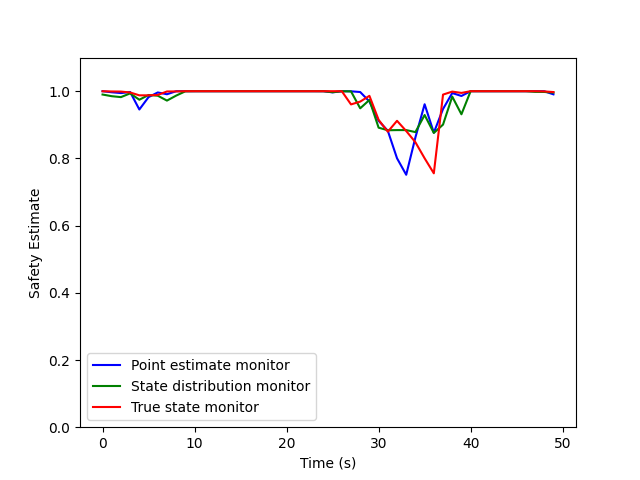 1.0
0.8
0.6
0.4
0.2
0.0
Safety Estimate
Point estimate monitor
State distribution monitor
True state monitor
0 10 20 30 40 50
Time (s)